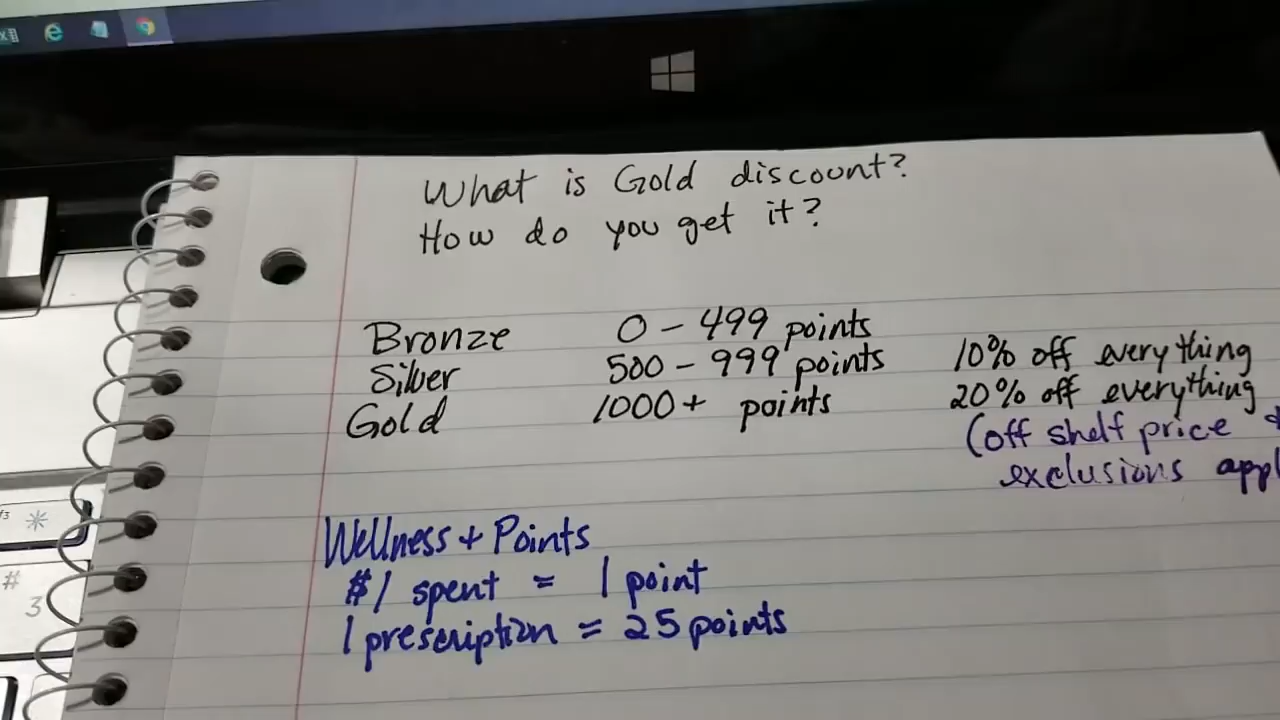 What is Gold discount?
How do you get it?
Bronze 0 - 499 points
Silver 500 - 999 points 10% off everything
Gold 1000+ points 20% off everything
(off shelf price &
exclusions appl
Wellness + Points
$1 spent = 1 point
1 prescription = 25 points
*
#
3